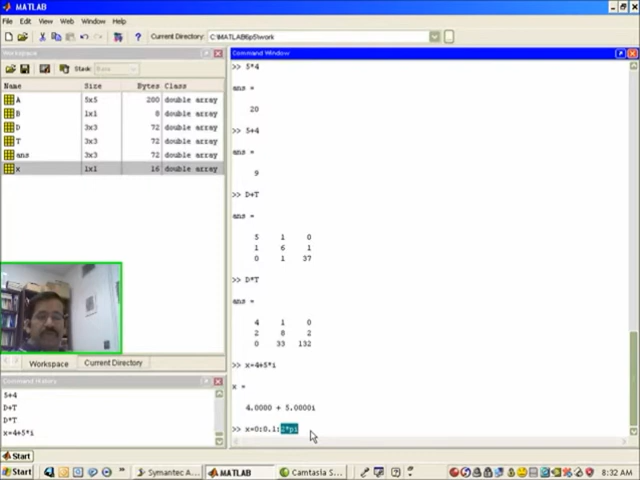 MATLAB
File Edit View Web Window Help
Current Directory: C:\MATLAB6p5\work
Workspace
Stack: Base
Name Size Bytes Class
A 5x5 200 double array
B 1x1 8 double array
D 3x3 72 double array
T 3x3 72 double array
ans 3x3 72 double array
x 1x1 16 double array
Workspace Current Directory
Command History
5+4
D+T
D*T
x=4+5*i
Command Window
>> 5*4
ans =
20
>> 5+4
ans =
9
>> D+T
ans =
5 1 0
1 6 1
0 1 37
>> D*T
ans =
4 1 0
2 8 2
0 33 132
>> x=4+5*i
x =
4.0000 + 5.0000i
>> x=0:0.1:2*pi
Start
Start Symantec A... MATLAB Camtasia S... 8:32 AM